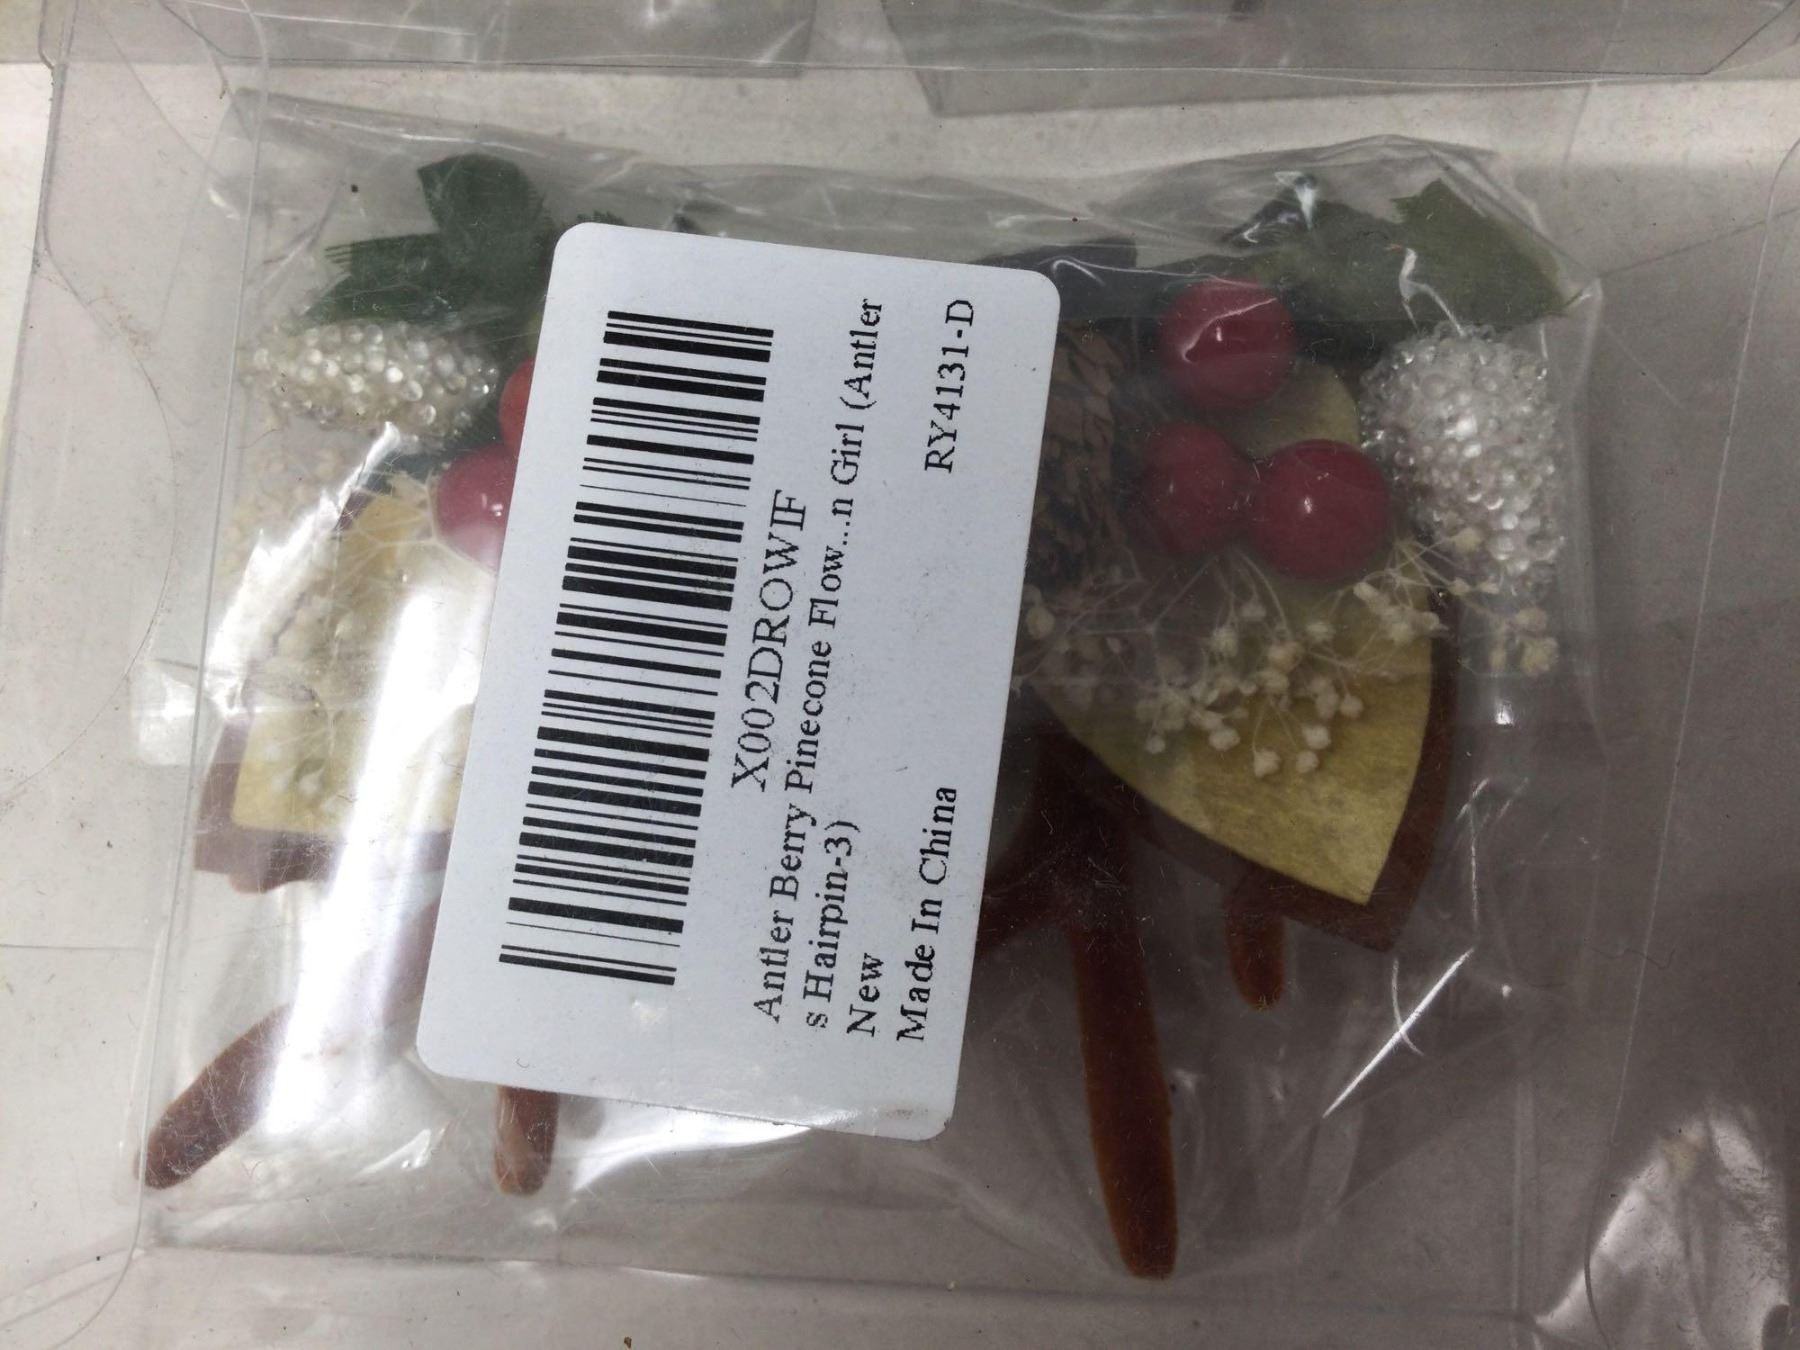 X002DROWIF
Antler Berry Pinecone Flow...n Girl (Antler
s Hairpin-3)
New
Made In China RY4131-D